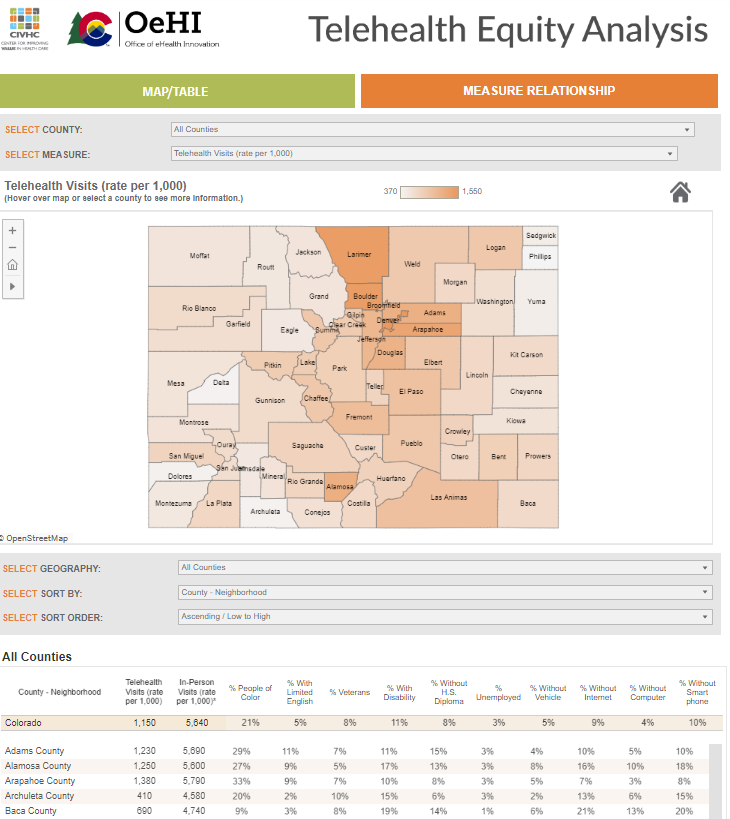 CIVHC
CENTER FOR IMPROVING
VALUE IN HEALTH CARE
OeHI
Office of eHealth Innovation
Telehealth Equity Analysis
MAP/TABLE
MEASURE RELATIONSHIP
SELECT COUNTY:
All Counties
SELECT MEASURE:
Telehealth Visits (rate per 1,000)
Telehealth Visits (rate per 1,000)
(Hover over map or select a county to see more information.)
370
1,550
Sedgwick
Logan
Phillips
Larimer
Jackson
Moffat
Routt
Weld
Morgan
Grand
Boulder
Washington
Yuma
Broomfield
Rio Blanco
Gilpin
Adams
Denver
Garfield
Clear Creek
Eagle
Summit
Arapahoe
Jefferson
Douglas
Kit Carson
Elbert
Lake
Pitkin
Park
Lincoln
Mesa
Delta
Teller
El Paso
Cheyenne
Gunnison
Chaffee
Fremont
Kiowa
Montrose
Crowley
Ouray
Saguache
Custer
Pueblo
San Miguel
Otero
Bent
Prowers
San Juan
Hinsdale
Dolores
Mineral
Rio Grande
Alamosa
Huerfano
Las Animas
Montezuma
La Plata
Costilla
Baca
Archuleta
Conejos
© OpenStreetMap
SELECT GEOGRAPHY:
All Counties
SELECT SORT BY:
County - Neighborhood
SELECT SORT ORDER:
Ascending / Low to High
All Counties
County - Neighborhood Telehealth Visits (rate per 1,000) In-Person Visits (rate per 1,000)* % People of Color % With Limited English % Veterans % With Disability % Without H.S. Diploma % Unemployed % Without Vehicle % Without Internet % Without Computer % Without Smart phone
Colorado 1,150 5,640 21% 5% 8% 11% 8% 3% 5% 9% 4% 10%
Adams County 1,230 5,690 29% 11% 7% 11% 15% 3% 4% 10% 5% 10%
Alamosa County 1,250 5,600 27% 9% 5% 17% 13% 3% 8% 16% 10% 18%
Arapahoe County 1,380 5,790 33% 9% 7% 10% 8% 3% 5% 7% 3% 8%
Archuleta County 410 4,580 20% 2% 10% 15% 6% 3% 2% 13% 6% 15%
Baca County 690 4,740 9% 3% 8% 19% 14% 1% 6% 21% 13% 20%